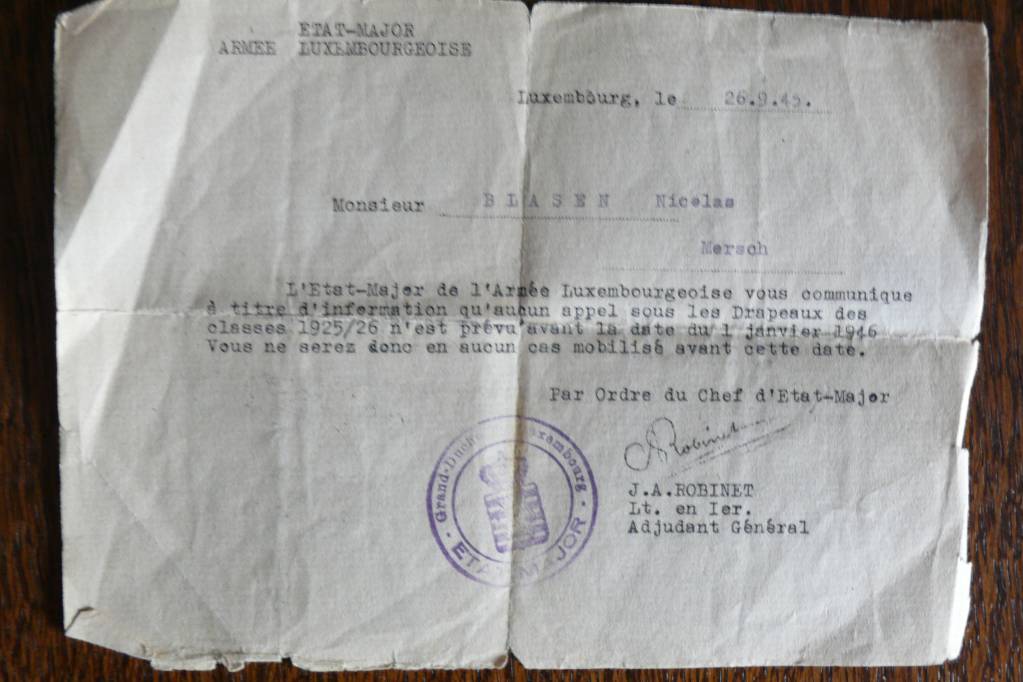 ETAT-MAJOR
ARMEE LUXEMBOURGEOISE
Luxembourg, le 26.9.45.
Monsieur BLASEN Nicolas
Mersch
L'Etat-Major de l'Armée Luxembourgeoise vous communique
à titre d'information qu'aucun appel sous les Drapeaux des
classes 1925/26 n'est prévu avant la date du 1 janvier 1946
Vous ne serez donc en aucun cas mobilisé avant cette date.
Par Ordre du Chef d'Etat-Major
Robinet
J.A.ROBINET
Lt. en Ier.
Adjudant Général
Grand-Duché Luxembourg
ETAT-MAJOR